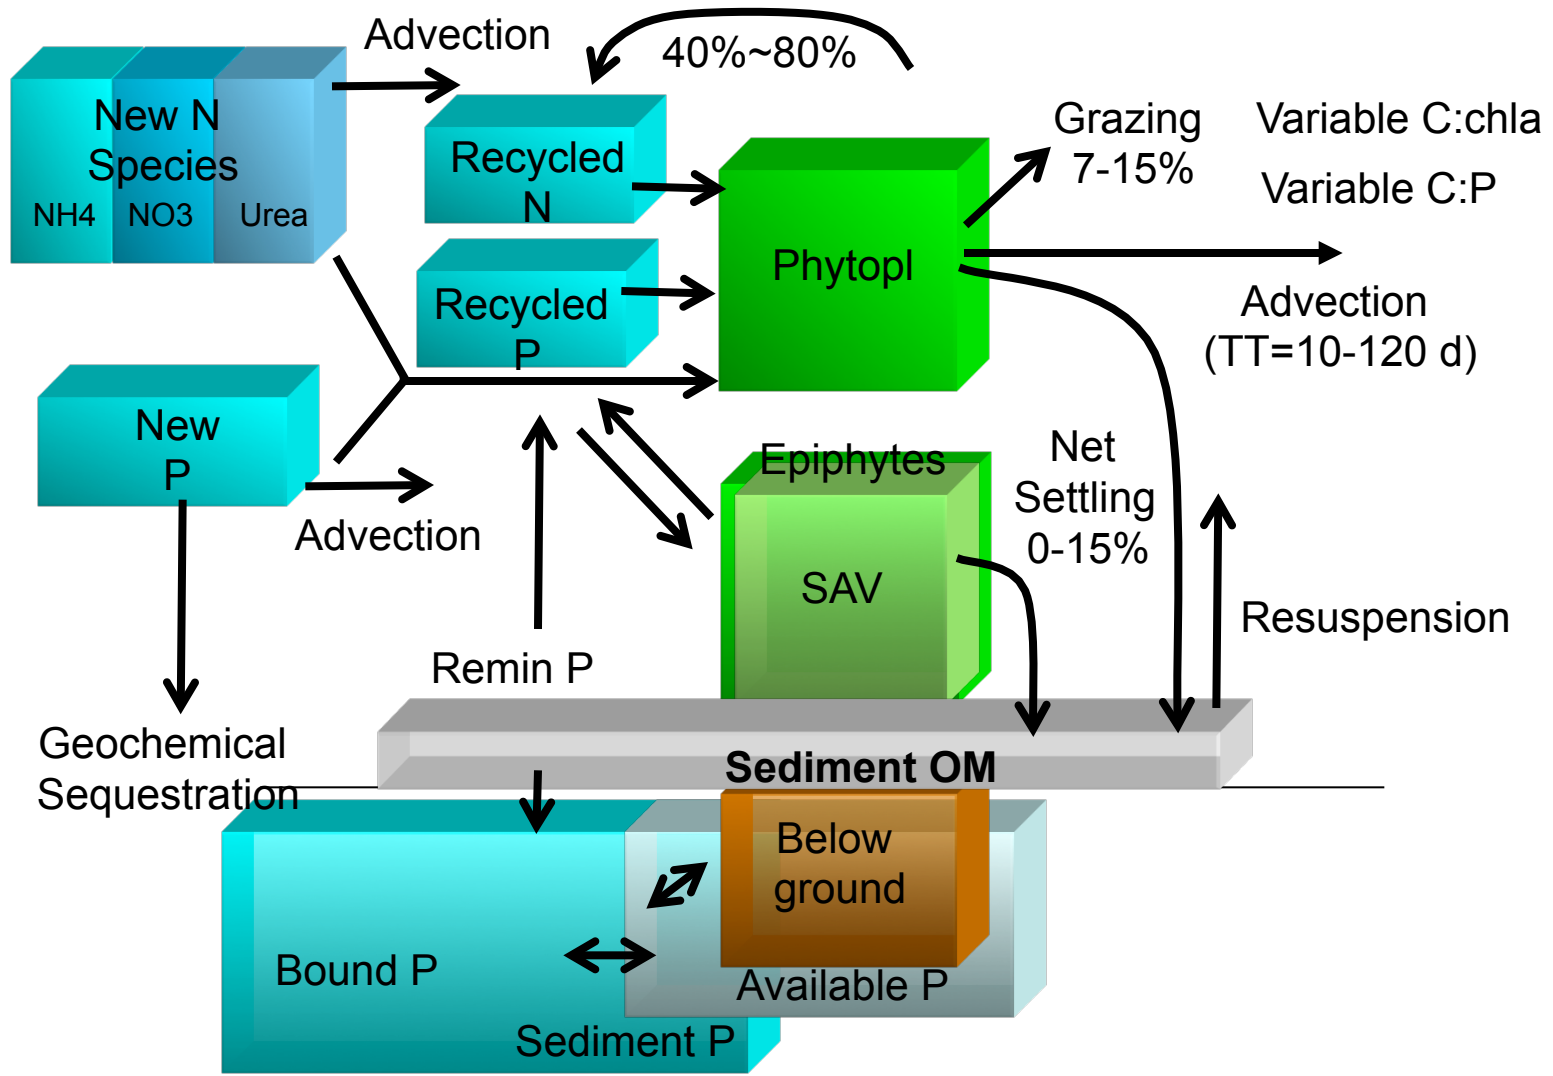 Advection
40%~80%
New N
Species
NH4
NO3
Urea
Recycled
N
Grazing
7-15%
Variable C:chla
Variable C:P
Phytopl
Recycled
P
Advection
(TT=10-120 d)
New
P
Advection
Epiphytes
SAV
Net
Settling
0-15%
Resuspension
Remin P
Geochemical
Sequestration
Sediment OM
Below
ground
Bound P
Available P
Sediment P